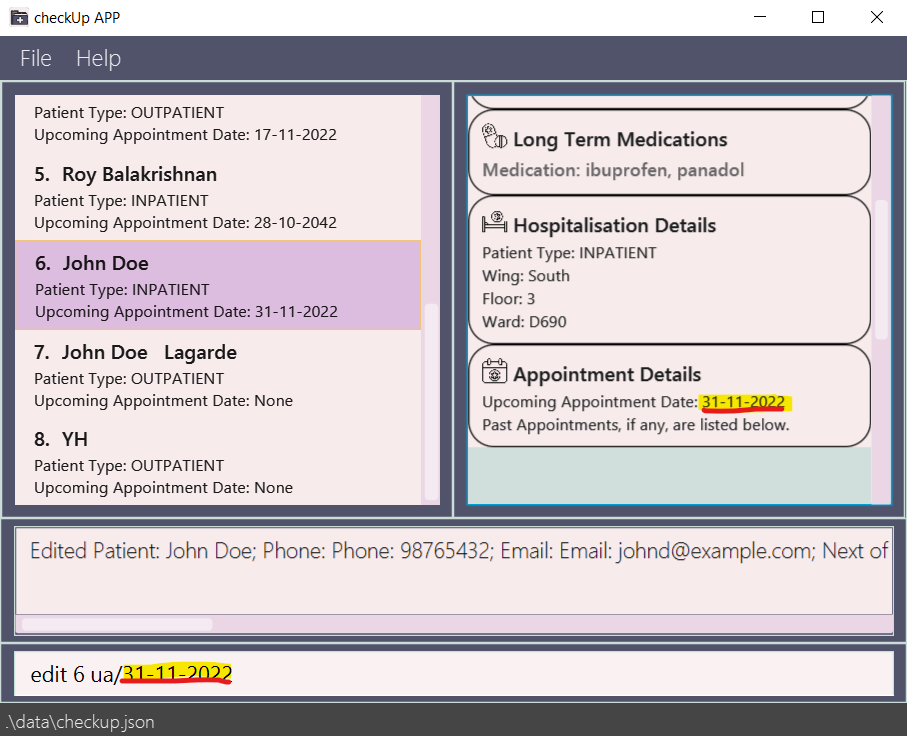 checkUp APP
File Help
Patient Type: OUTPATIENT
Upcoming Appointment Date: 17-11-2022
5. Roy Balakrishnan
Patient Type: INPATIENT
Upcoming Appointment Date: 28-10-2042
6. John Doe
Patient Type: INPATIENT
Upcoming Appointment Date: 31-11-2022
7. John Doe Lagarde
Patient Type: OUTPATIENT
Upcoming Appointment Date: None
8. YH
Patient Type: OUTPATIENT
Upcoming Appointment Date: None
Long Term Medications
Medication: ibuprofen, panadol
Hospitalisation Details
Patient Type: INPATIENT
Wing: South
Floor: 3
Ward: D690
Appointment Details
Upcoming Appointment Date: 31-11-2022
Past Appointments, if any, are listed below.
Edited Patient: John Doe; Phone: Phone: 98765432; Email: Email: johnd@example.com; Next of
edit 6 ua/31-11-2022
.\data\checkup.json